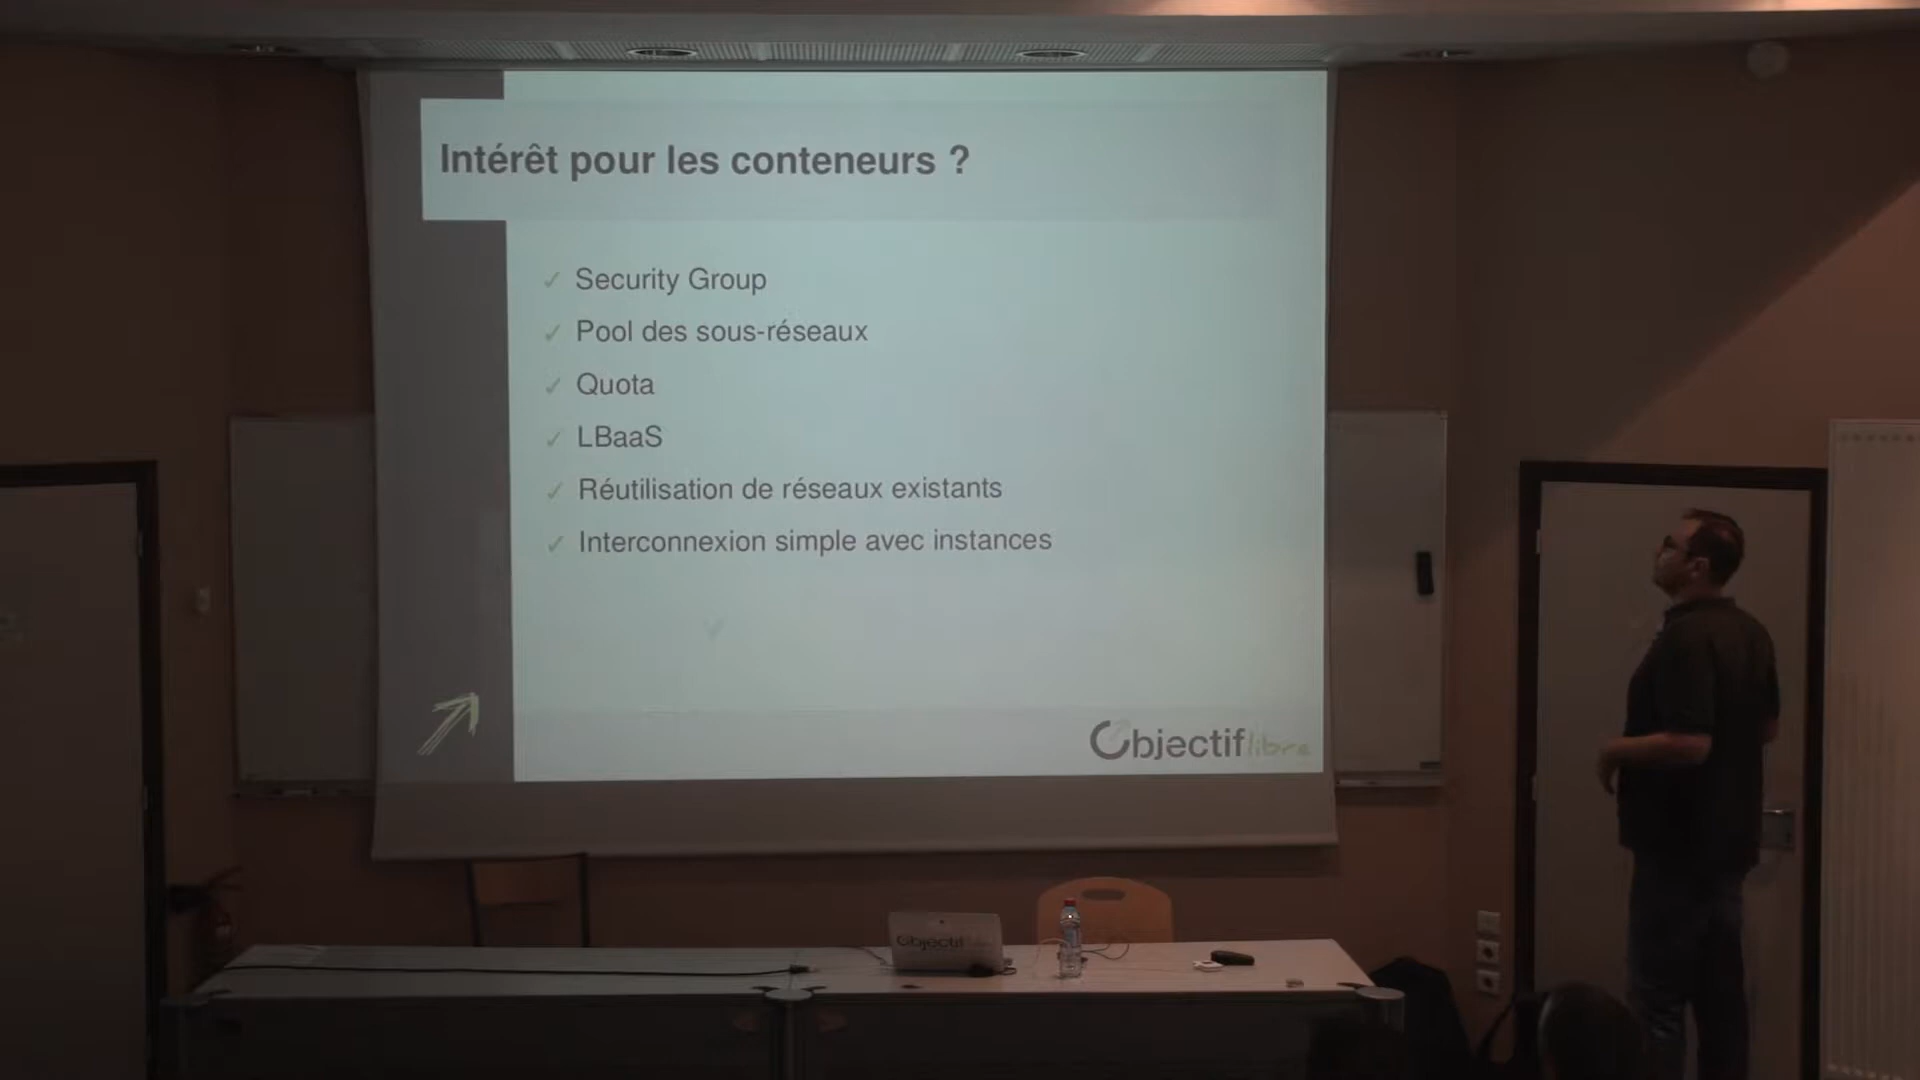 Intérêt pour les conteneurs ?
✓ Security Group
✓ Pool des sous-réseaux
✓ Quota
✓ LBaaS
✓ Réutilisation de réseaux existants
✓ Interconnexion simple avec instances
Objectif libre
Objectif